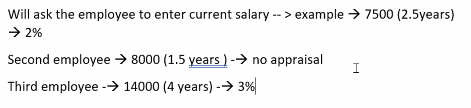 Will ask the employee to enter current salary -- > example → 7500 (2.5years)
→ 2%
Second employee → 8000 (1.5 years ) -→ no appraisal
Third employee -→ 14000 (4 years) -→ 3%